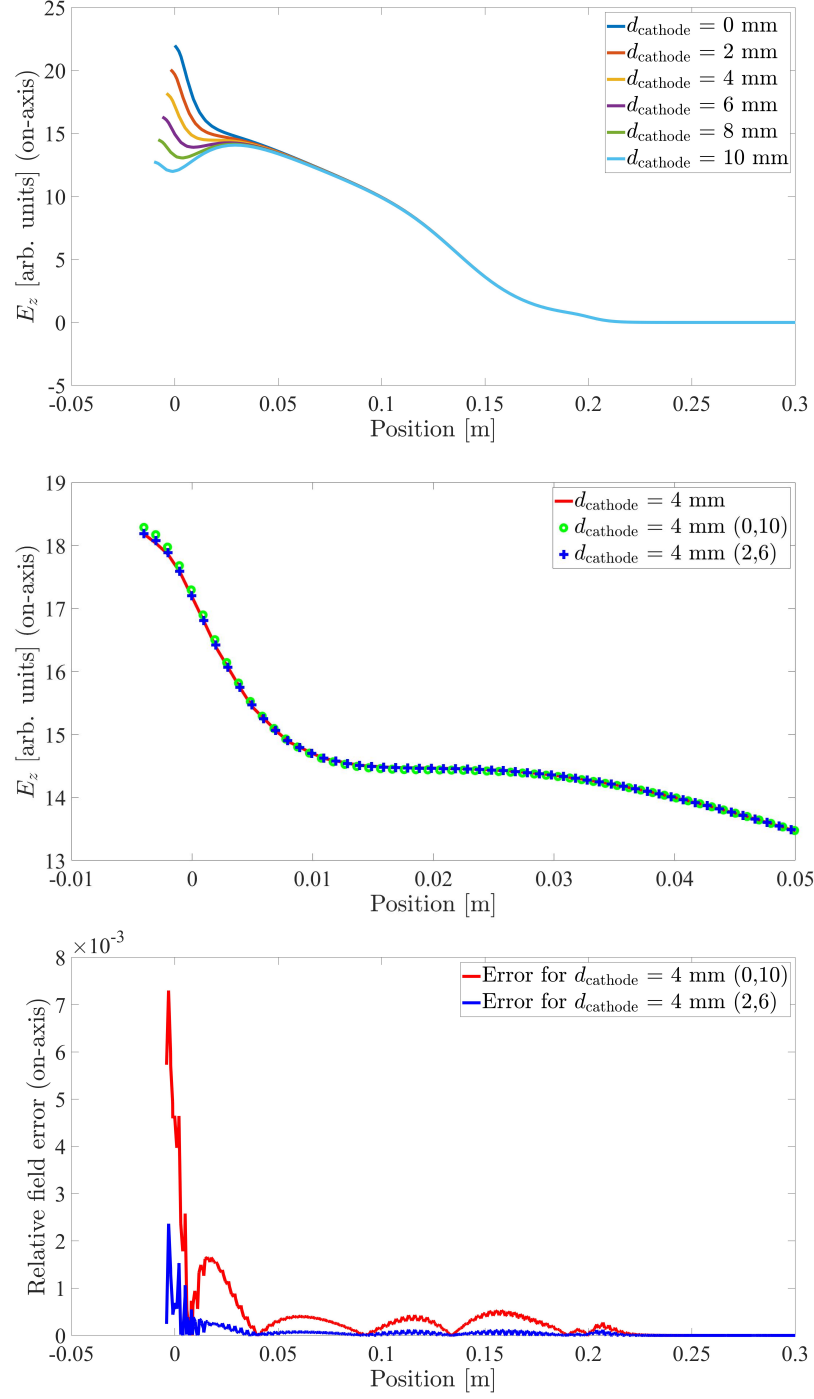 25
20
15
10
5
0
-5
-0.05 0 0.05 0.1 0.15 0.2 0.25 0.3
Position [m]
E_z [arb. units] (on-axis)
d_cathode = 0 mm
d_cathode = 2 mm
d_cathode = 4 mm
d_cathode = 6 mm
d_cathode = 8 mm
d_cathode = 10 mm
19
18
17
16
15
14
13
-0.01 0 0.01 0.02 0.03 0.04 0.05
Position [m]
E_z [arb. units] (on-axis)
d_cathode = 4 mm
d_cathode = 4 mm (0,10)
d_cathode = 4 mm (2,6)
×10^-3
8
7
6
5
4
3
2
1
0
-0.05 0 0.05 0.1 0.15 0.2 0.25 0.3
Position [m]
Relative field error (on-axis)
Error for d_cathode = 4 mm (0,10)
Error for d_cathode = 4 mm (2,6)